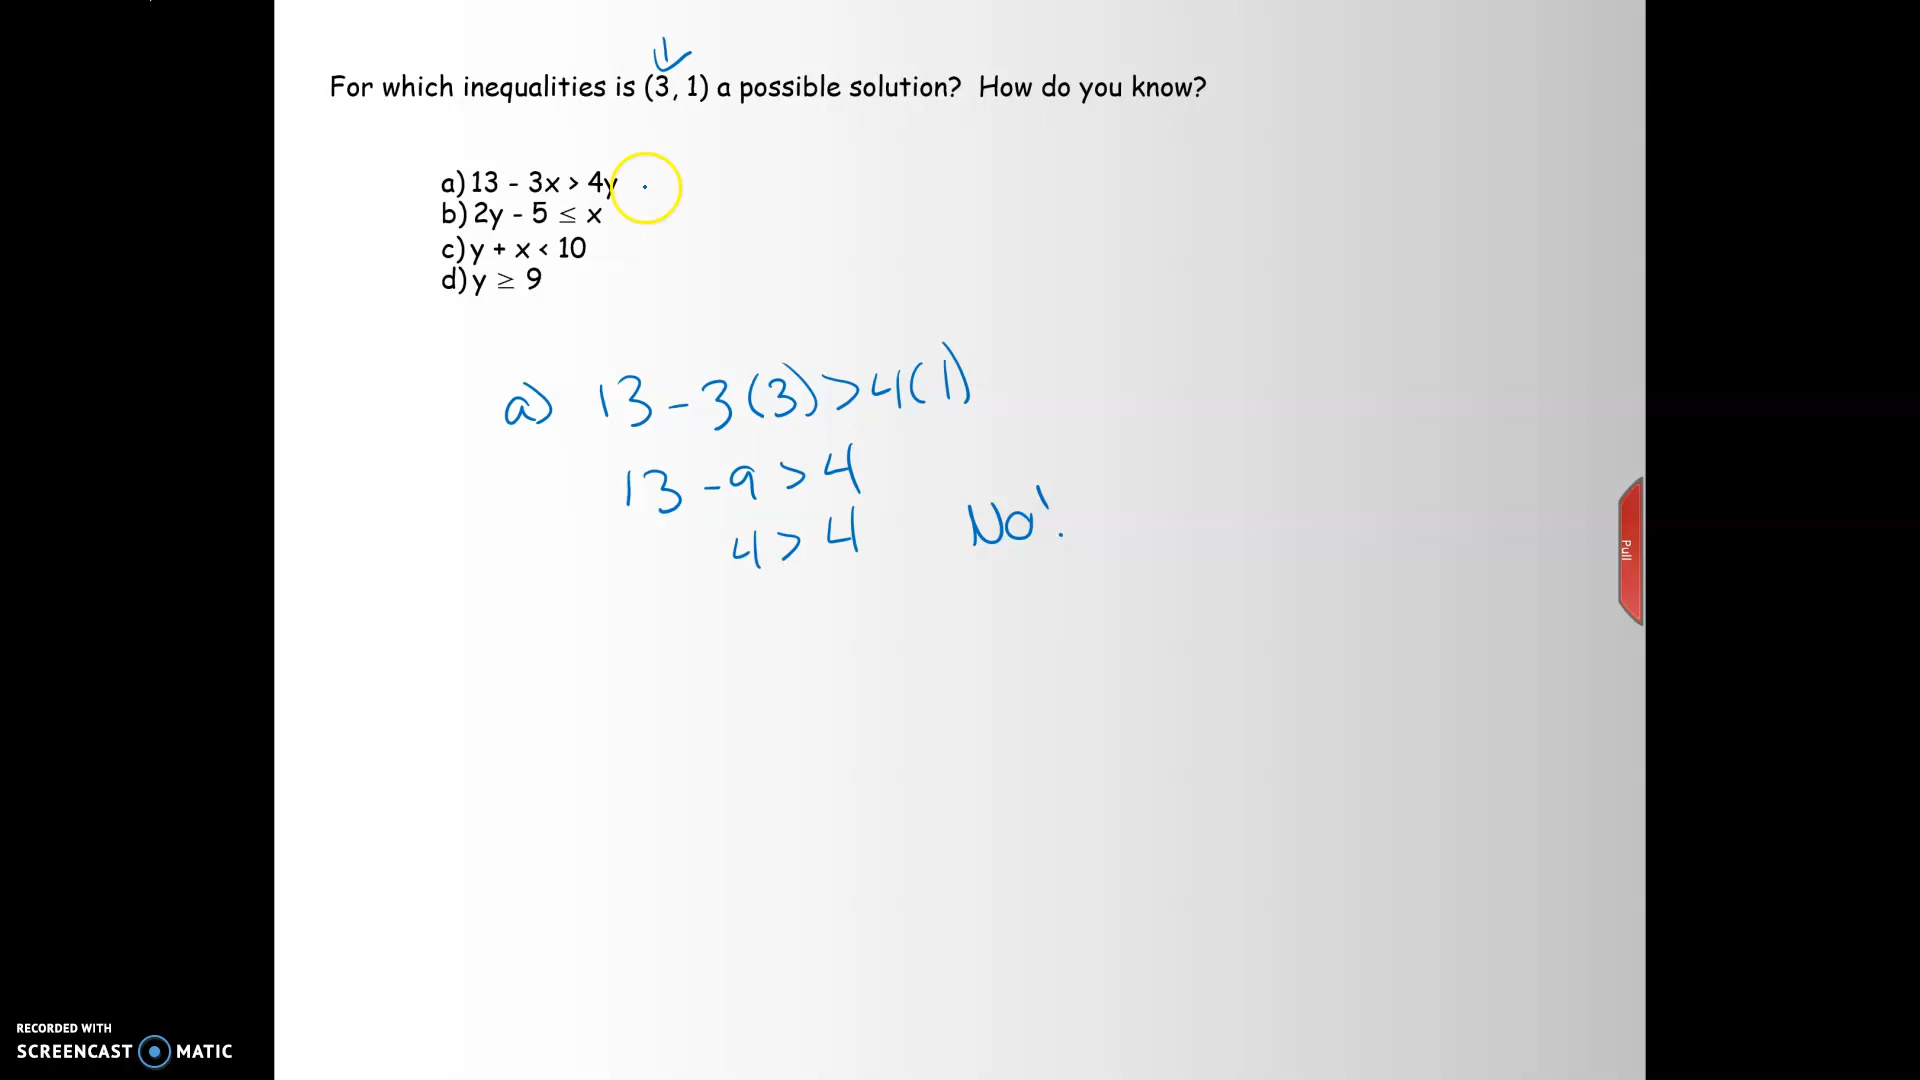 For which inequalities is (3, 1) a possible solution? How do you know?
a) 13 - 3x > 4y
b) 2y - 5 ≤ x
c) y + x < 10
d) y ≥ 9
a) 13 - 3(3) > 4(1)
13 - 9 > 4
4 > 4 No!
Pull
RECORDED WITH
SCREENCAST MATIC